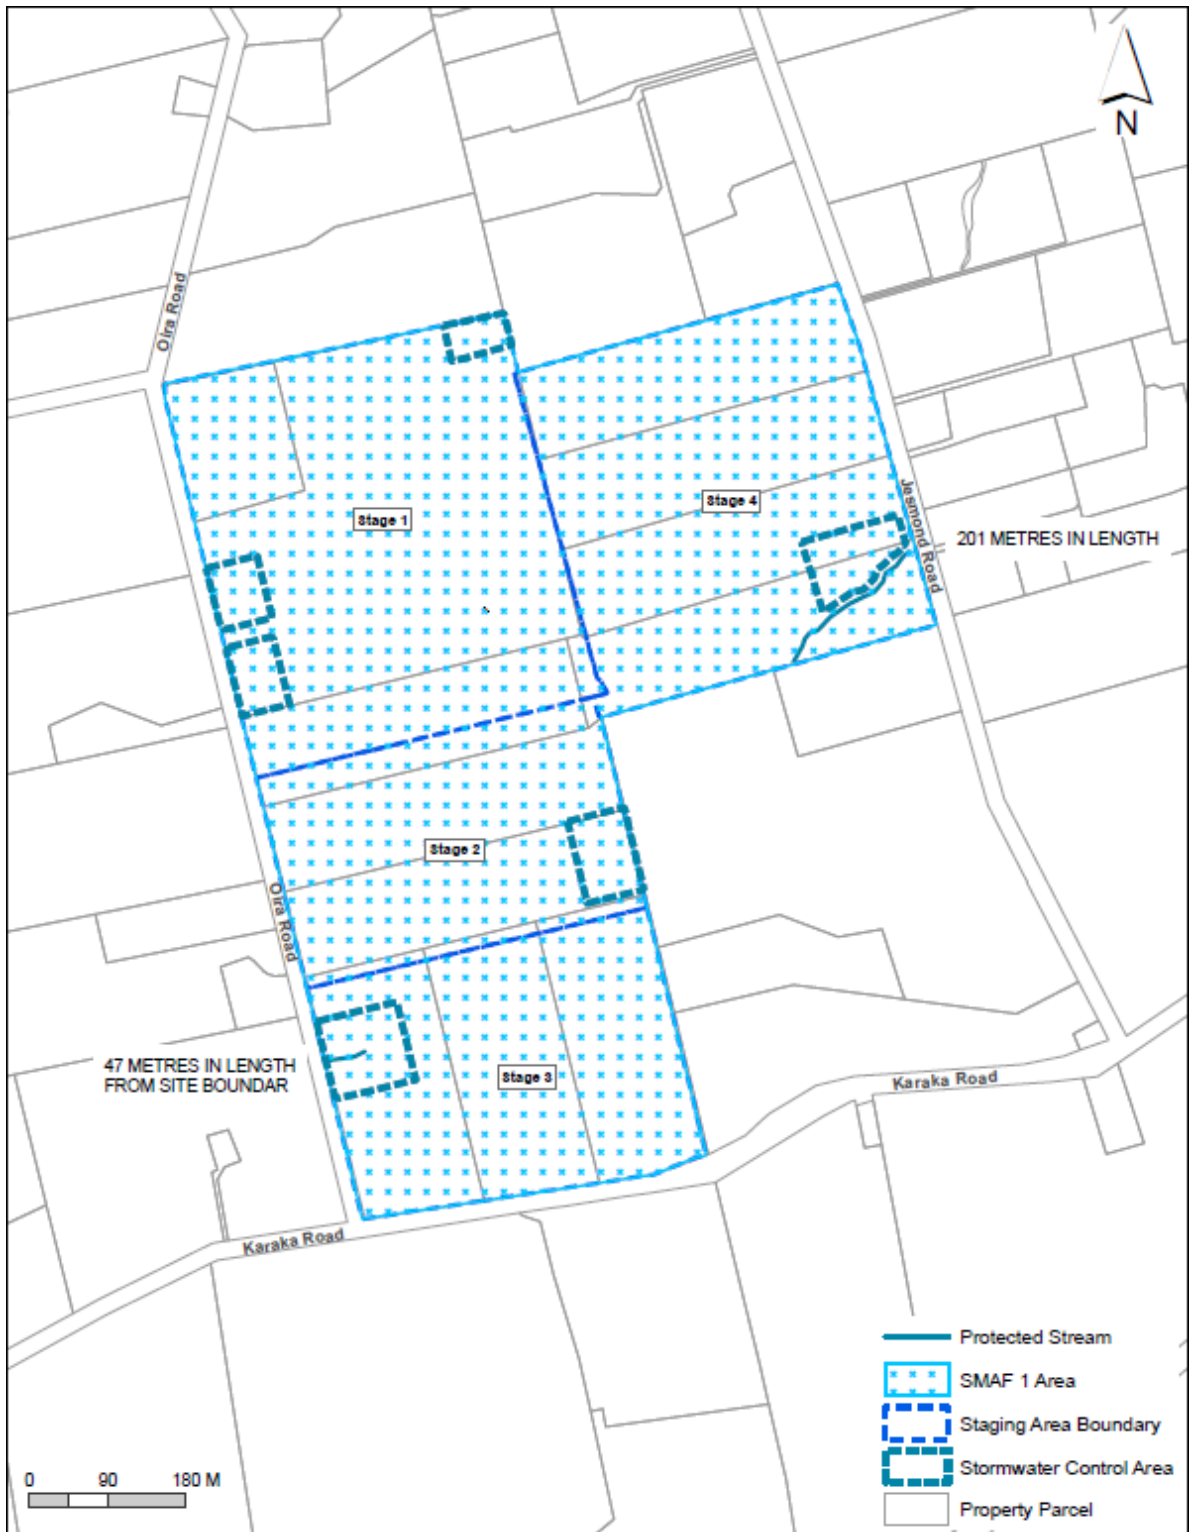 N
Oira Road
Stage 1
Stage 4
Jesmond Road
201 METRES IN LENGTH
Stage 2
Oira Road
47 METRES IN LENGTH
FROM SITE BOUNDAR
Stage 3
Karaka Road
Karaka Road
Protected Stream
SMAF 1 Area
Staging Area Boundary
Stormwater Control Area
Property Parcel
0 90 180 M